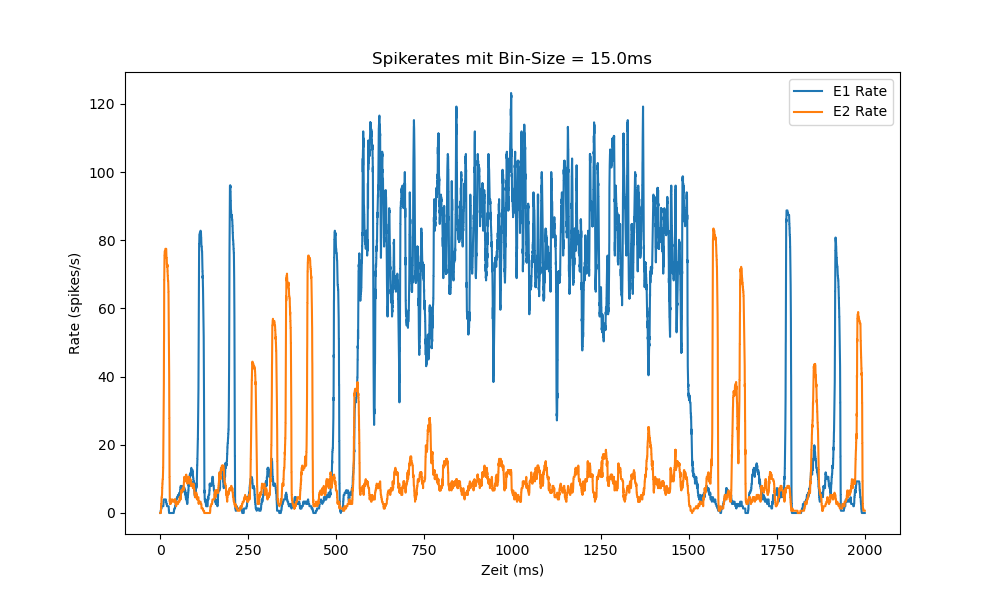 Spikerates mit Bin-Size = 15.0ms
E1 Rate
E2 Rate
Rate (spikes/s)
120
100
80
60
40
20
0
0 250 500 750 1000 1250 1500 1750 2000
Zeit (ms)